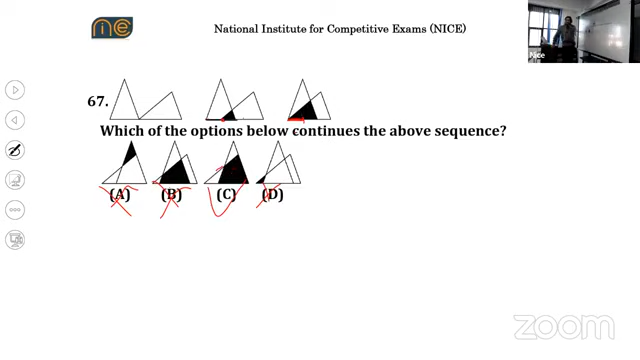 ne
National Institute for Competitive Exams (NICE)
Nice
67.
Which of the options below continues the above sequence?
(A) (B) (C) (D)
zoom